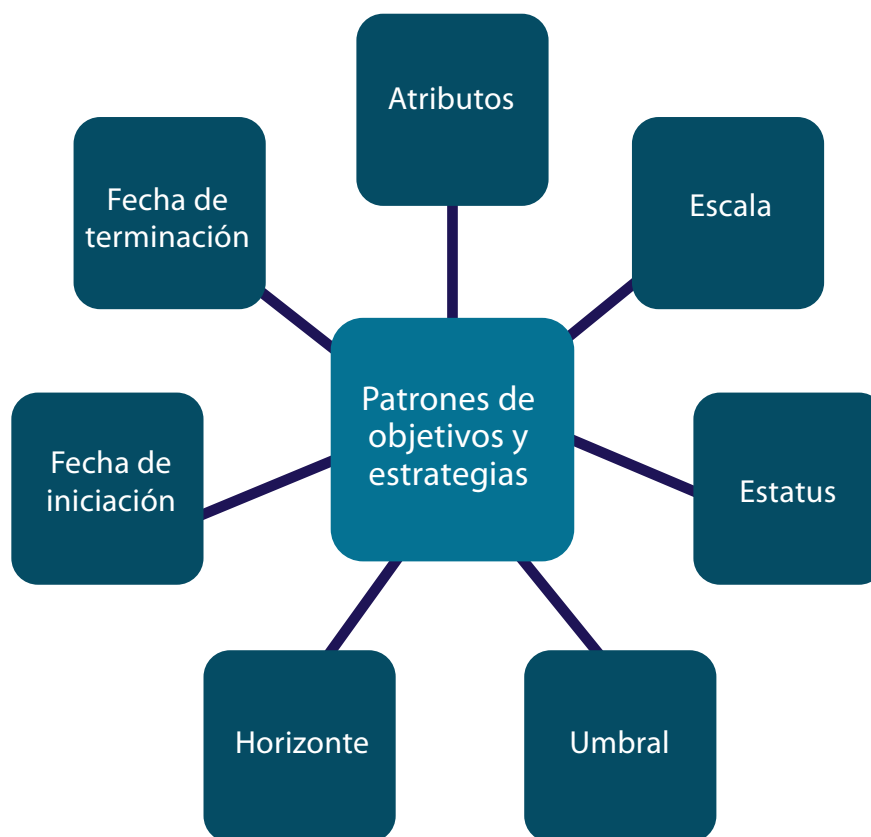 Atributos
Escala
Estatus
Umbral
Horizonte
Fecha de
iniciación
Fecha de
terminación
Patrones de
objetivos y
estrategias